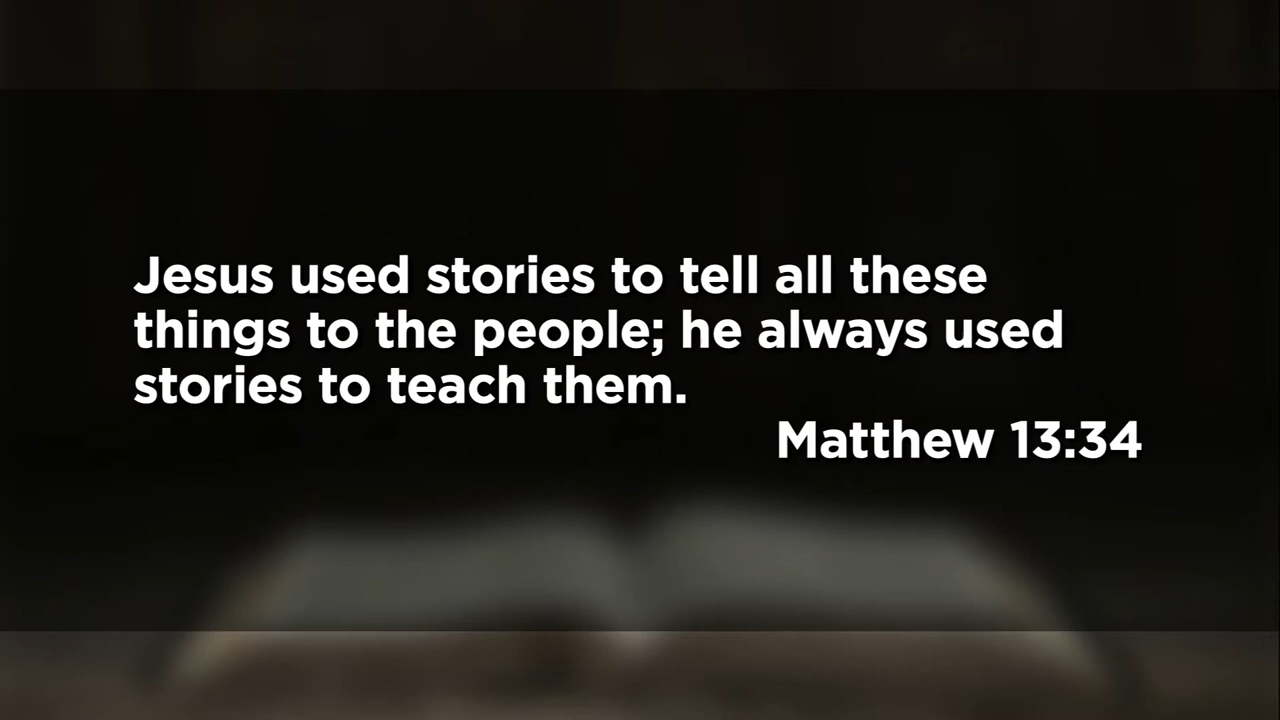 Jesus used stories to tell all these
things to the people; he always used
stories to teach them.
Matthew 13:34